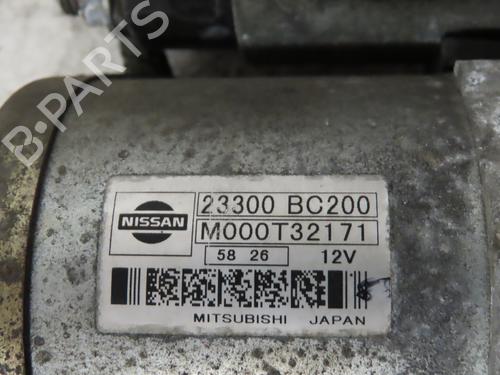 B-PARTS
NISSAN
23300 BC200
M000T32171
58 26 12V
MITSUBISHI JAPAN